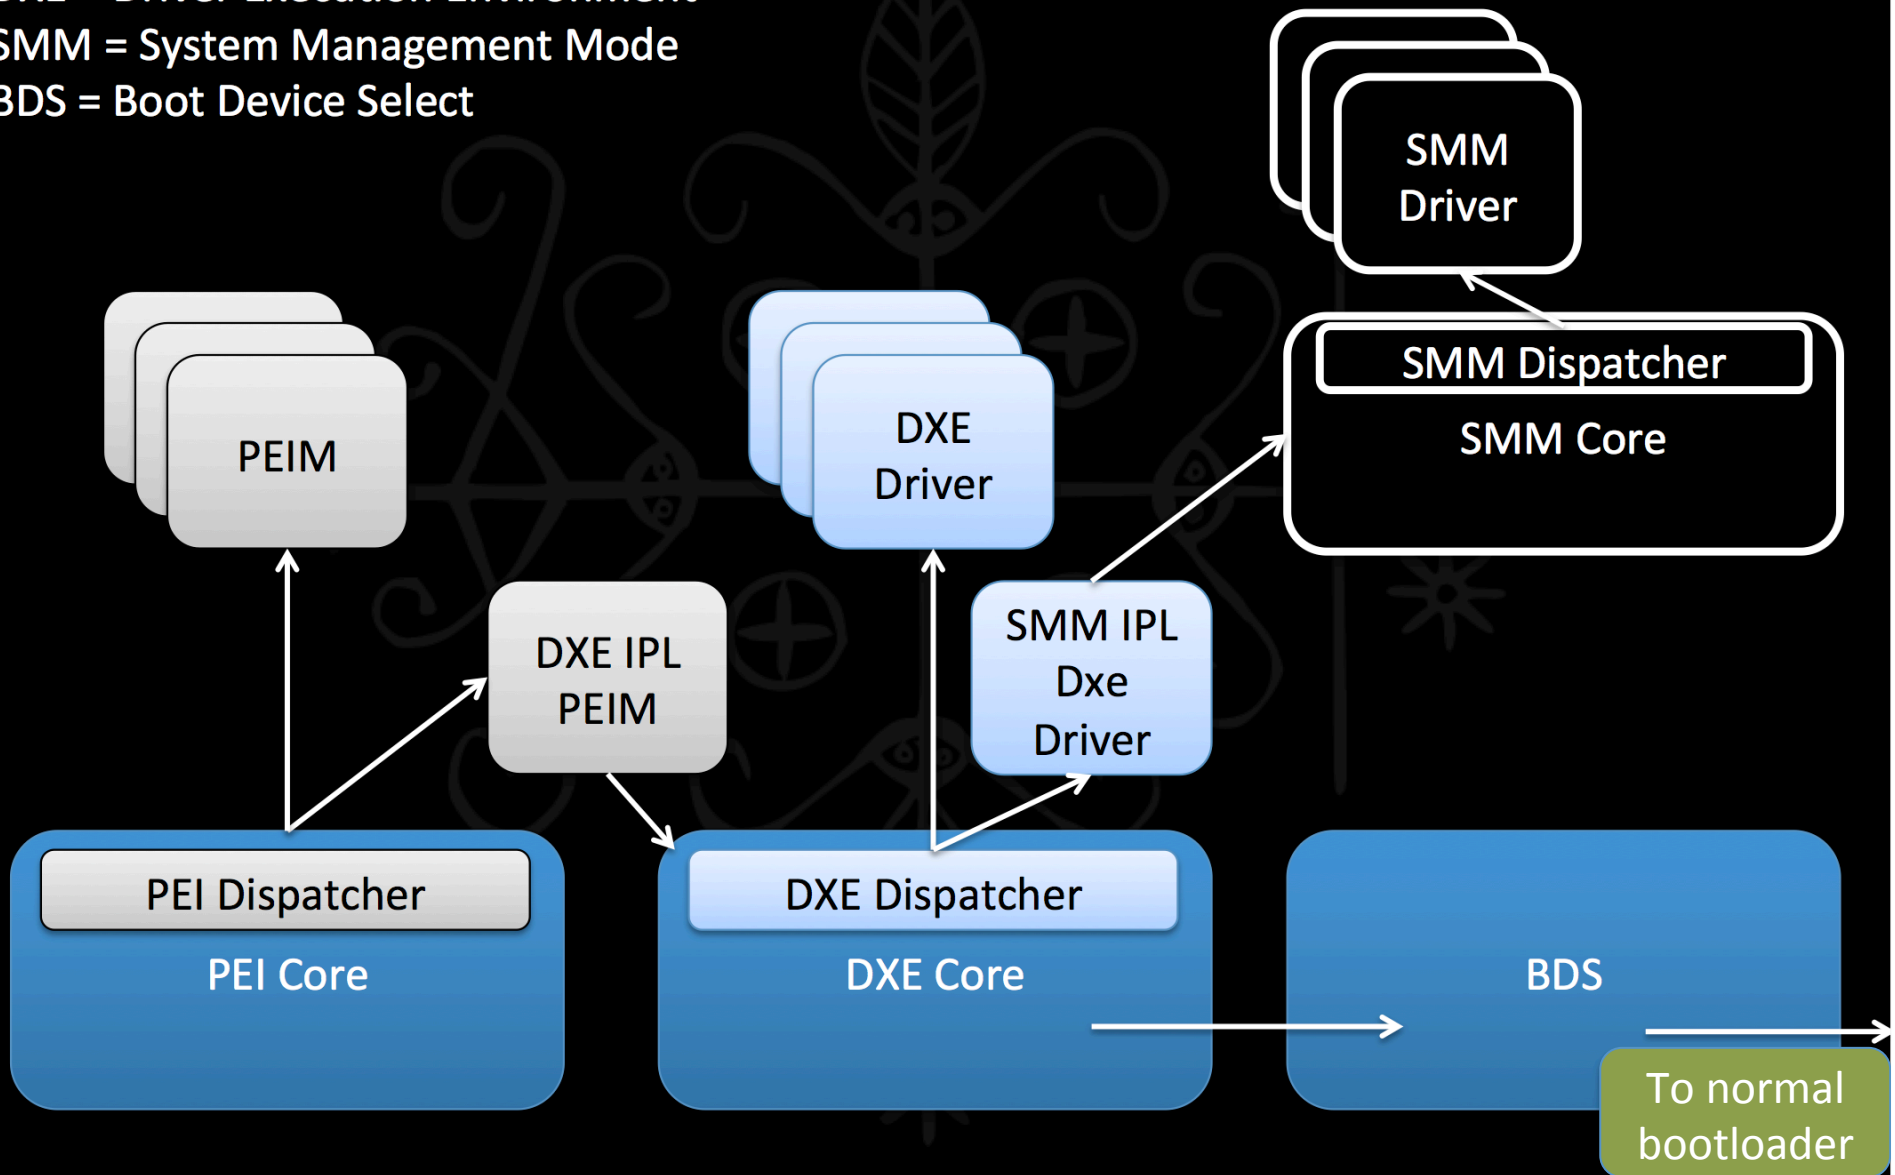 SMM = System Management Mode
BDS = Boot Device Select
SMM
Driver
SMM Dispatcher
SMM Core
PEIM
DXE
Driver
DXE IPL
PEIM
SMM IPL
Dxe
Driver
PEI Dispatcher
PEI Core
DXE Dispatcher
DXE Core
BDS
To normal
bootloader